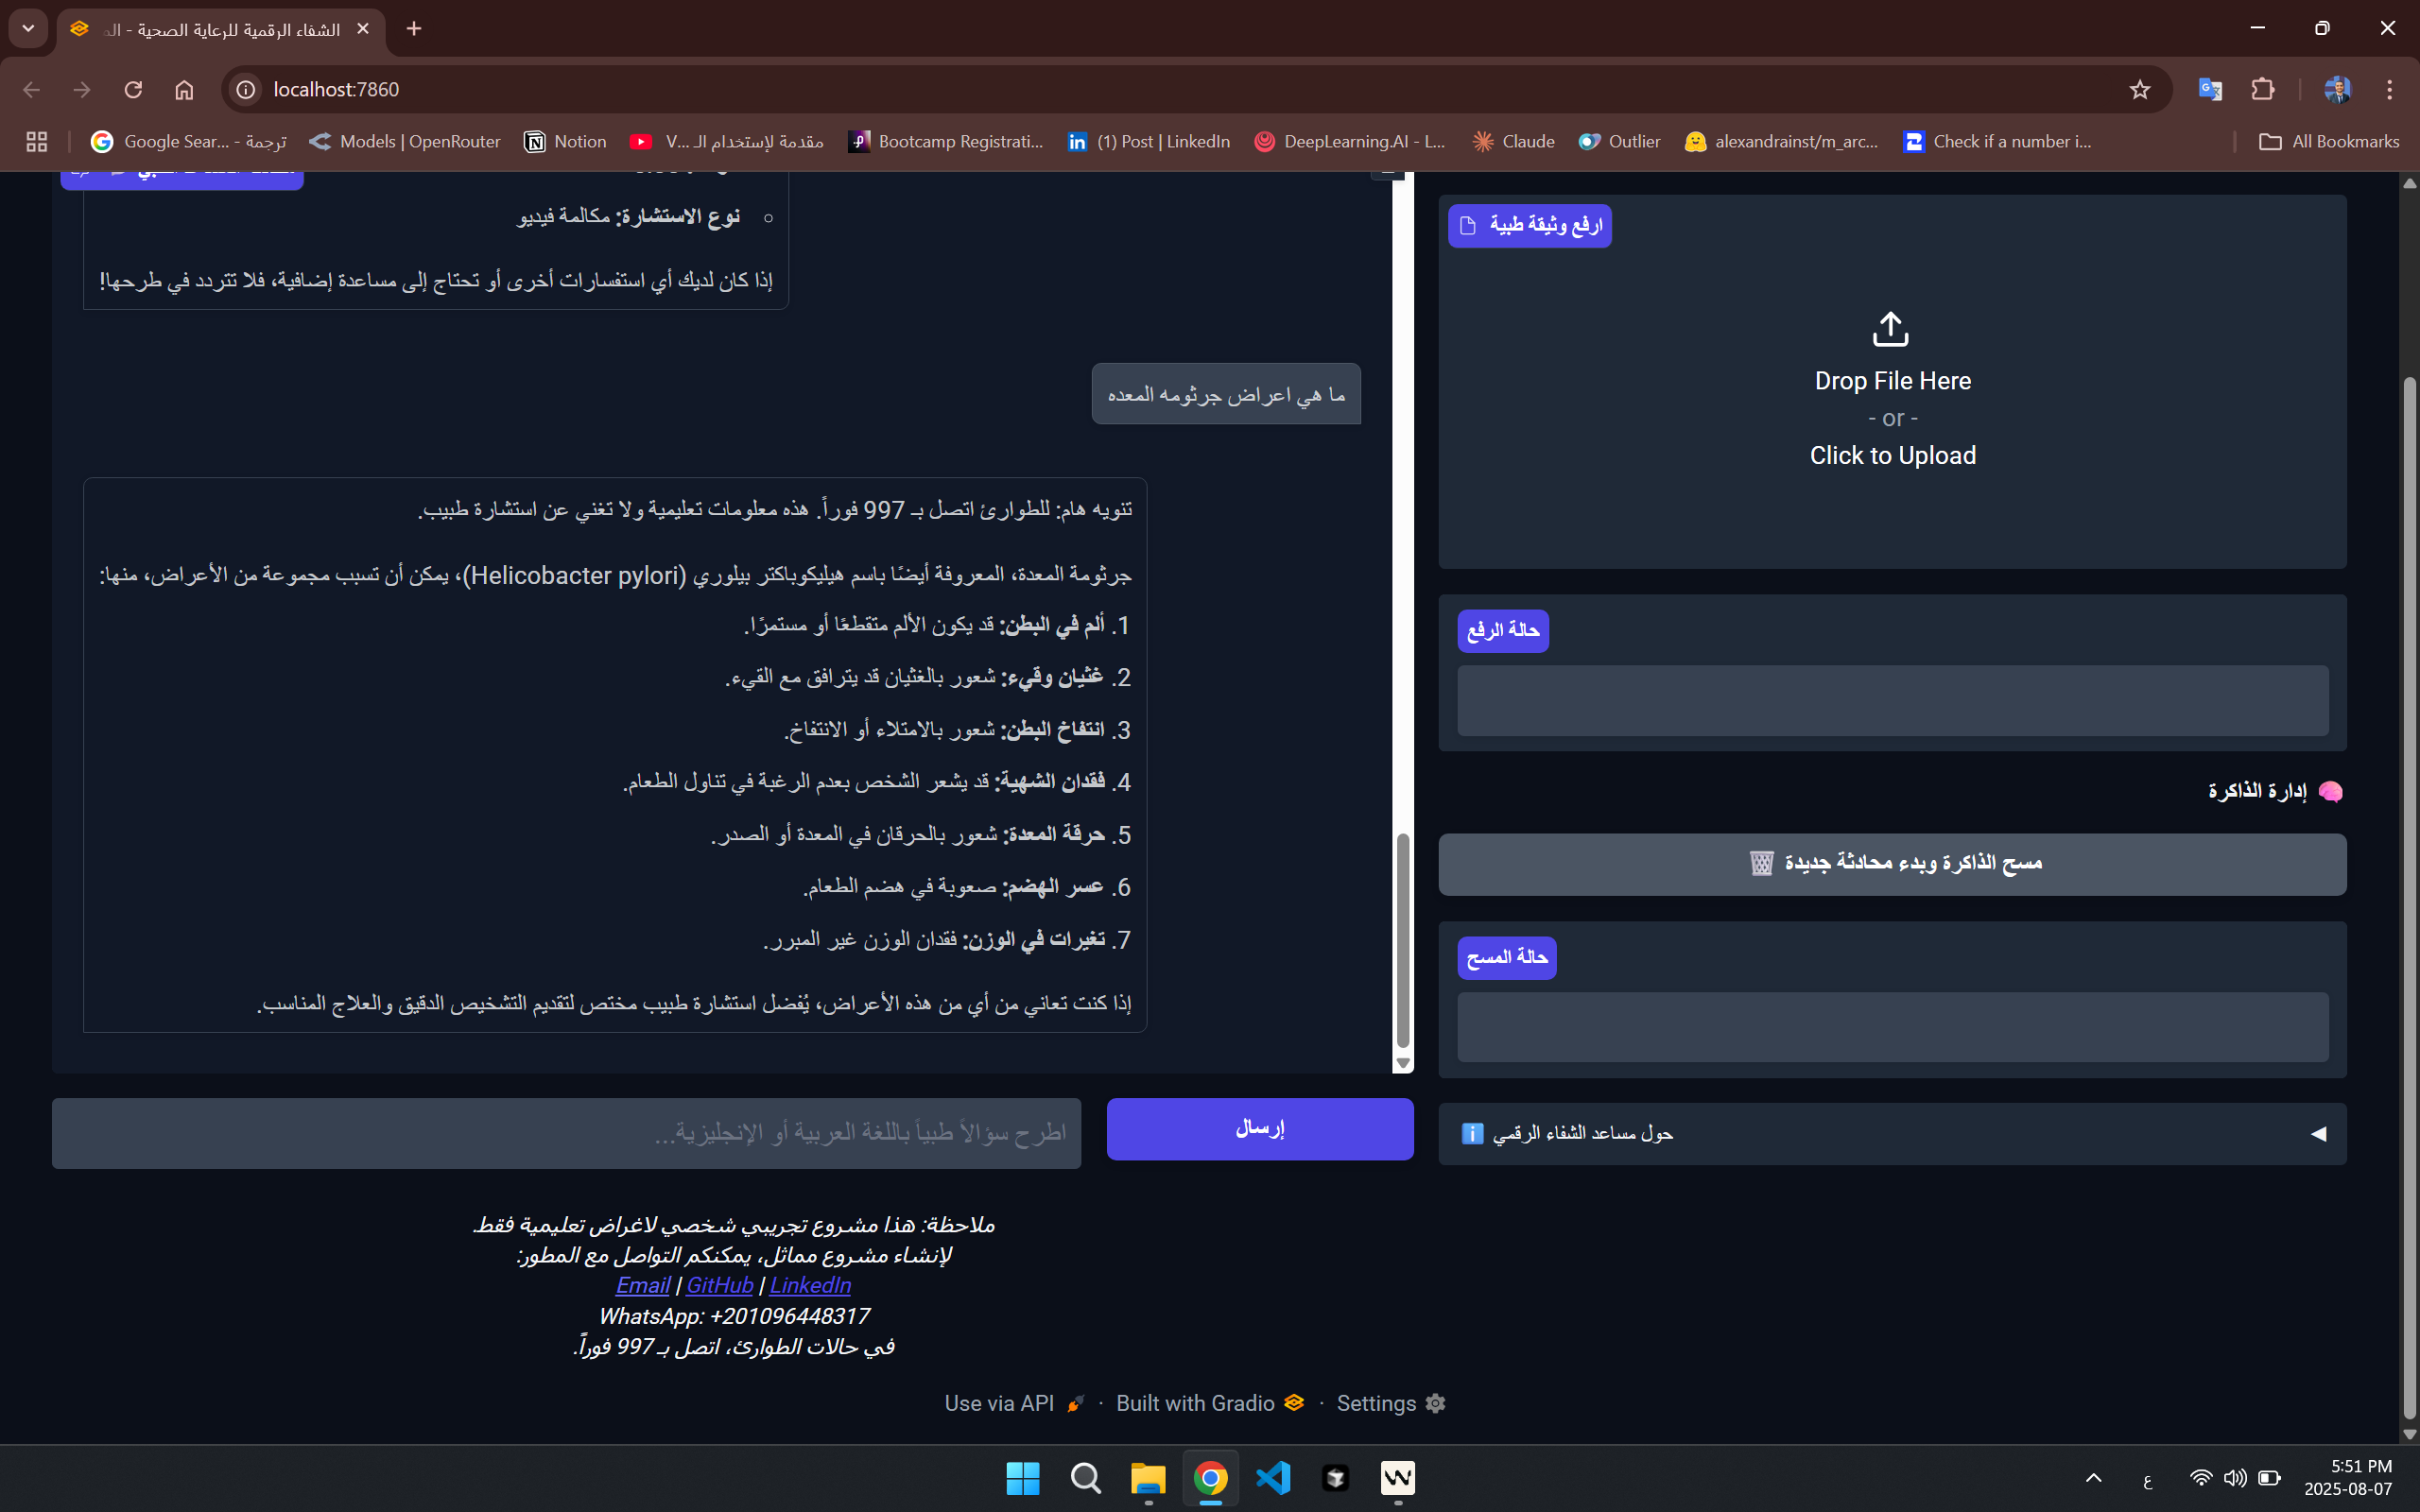 الشفاء الرقمية للرعاية الصحية - الم
localhost:7860
Google Sear... - ترجمة
Models | OpenRouter
Notion
مقدمة لإستخدام الـ ...V
Bootcamp Registrati...
(1) Post | LinkedIn
DeepLearning.AI - L...
Claude
Outlier
alexandrainst/m_arc...
Check if a number i...
All Bookmarks
نوع الاستشارة: مكالمة فيديو
إذا كان لديك أي استفسارات أخرى أو تحتاج إلى مساعدة إضافية، فلا تتردد في طرحها!
ما هي اعراض جرثومه المعده
تنويه هام: للطوارئ اتصل بـ 997 فوراً. هذه معلومات تعليمية ولا تغني عن استشارة طبيب.
جرثومة المعدة، المعروفة أيضًا باسم هيليكوباكتر بيلوري (Helicobacter pylori)، يمكن أن تسبب مجموعة من الأعراض، منها:
1. ألم في البطن: قد يكون الألم متقطعًا أو مستمرًا.
2. غثيان وقيء: شعور بالغثيان قد يترافق مع القيء.
3. انتفاخ البطن: شعور بالامتلاء أو الانتفاخ.
4. فقدان الشهية: قد يشعر الشخص بعدم الرغبة في تناول الطعام.
5. حرقة المعدة: شعور بالحرقان في المعدة أو الصدر.
6. عسر الهضم: صعوبة في هضم الطعام.
7. تغيرات في الوزن: فقدان الوزن غير المبرر.
إذا كنت تعاني من أي من هذه الأعراض، يُفضل استشارة طبيب مختص لتقديم التشخيص الدقيق والعلاج المناسب.
اطرح سؤالاً طبياً باللغة العربية أو الإنجليزية...
إرسال
ارفع وثيقة طبية
Drop File Here
- or -
Click to Upload
حالة الرفع
إدارة الذاكرة
مسح الذاكرة وبدء محادثة جديدة
حالة المسح
حول مساعد الشفاء الرقمي
ملاحظة: هذا مشروع تجريبي شخصي لاغراض تعليمية فقط.
لإنشاء مشروع مماثل، يمكنكم التواصل مع المطور:
Email | GitHub | LinkedIn
WhatsApp: +201096448317
في حالات الطوارئ، اتصل بـ 997 فوراً.
Use via API · Built with Gradio · Settings
ع
5:51 PM
2025-08-07